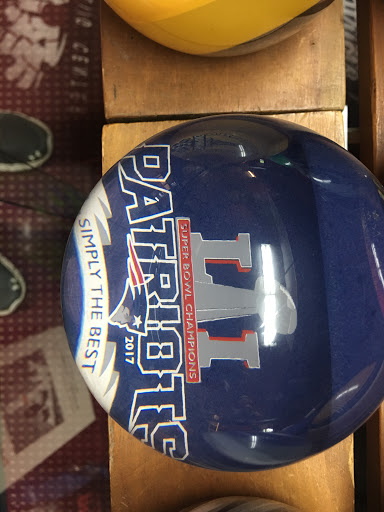 SIMPLY THE BEST
PATRIOTS
2017
SUPER BOWL CHAMPIONS
LI